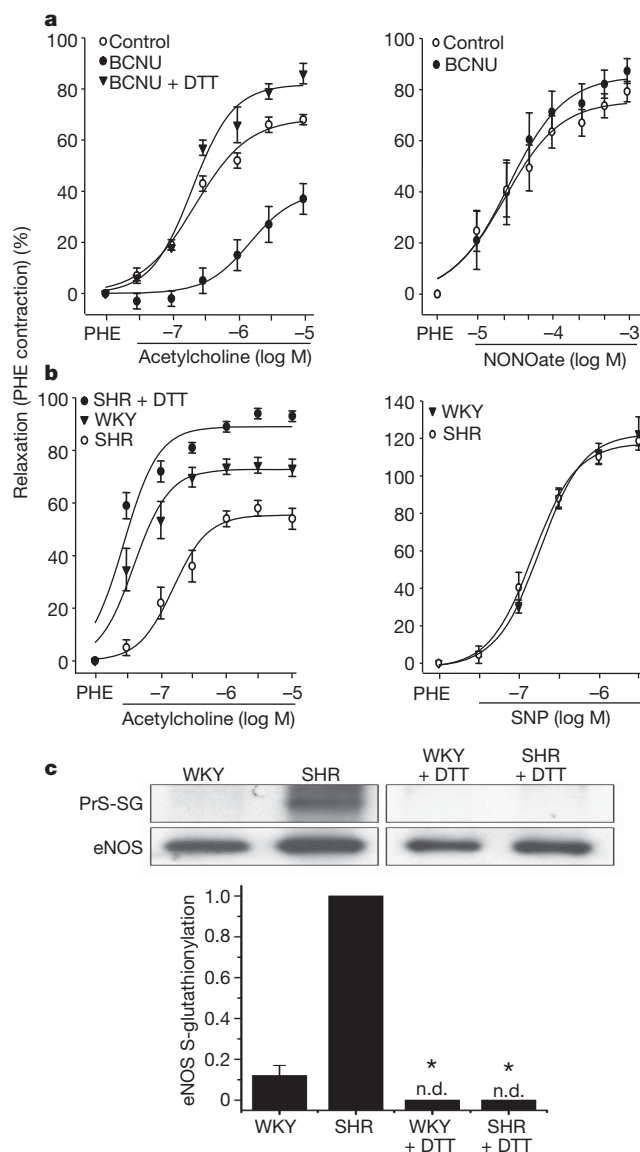 a
Relaxation (PHE contraction) (%)
100
80
60
40
20
0
Control
BCNU
BCNU + DTT
PHE
–7
–6
–5
Acetylcholine (log M)
100
80
60
40
20
0
Control
BCNU
PHE
–5
–4
–3
NONOate (log M)
b
100
80
60
40
20
0
SHR + DTT
WKY
SHR
PHE
–7
–6
–5
Acetylcholine (log M)
140
120
100
80
60
40
20
0
WKY
SHR
PHE
–7
–6
SNP (log M)
c
WKY
SHR
WKY
+ DTT
SHR
+ DTT
PrS-SG
eNOS
eNOS S-glutathionylation
1.0
0.8
0.6
0.4
0.2
0
* *
n.d. n.d.
WKY
SHR
WKY
+ DTT
SHR
+ DTT